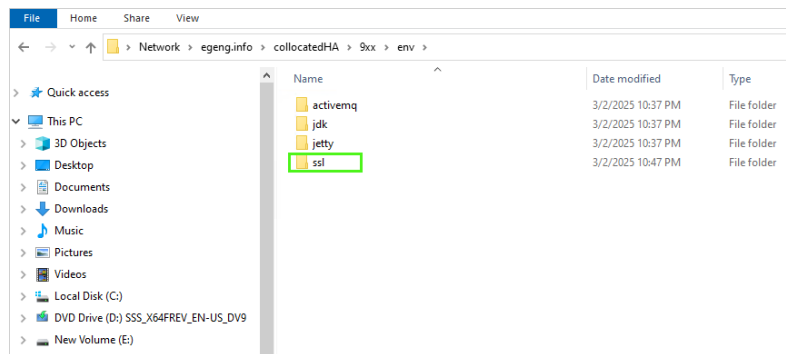 File Home Share View
Network > egeng.info > collocatedHA > 9xx > env >
Name Date modified Type
Quick access
This PC
3D Objects
Desktop
Documents
Downloads
Music
Pictures
Videos
Local Disk (C:)
DVD Drive (D:) SSS_X64FREV_EN-US_DV9
New Volume (E:)
activemq 3/2/2025 10:37 PM File folder
jdk 3/2/2025 10:37 PM File folder
jetty 3/2/2025 10:37 PM File folder
ssl 3/2/2025 10:47 PM File folder